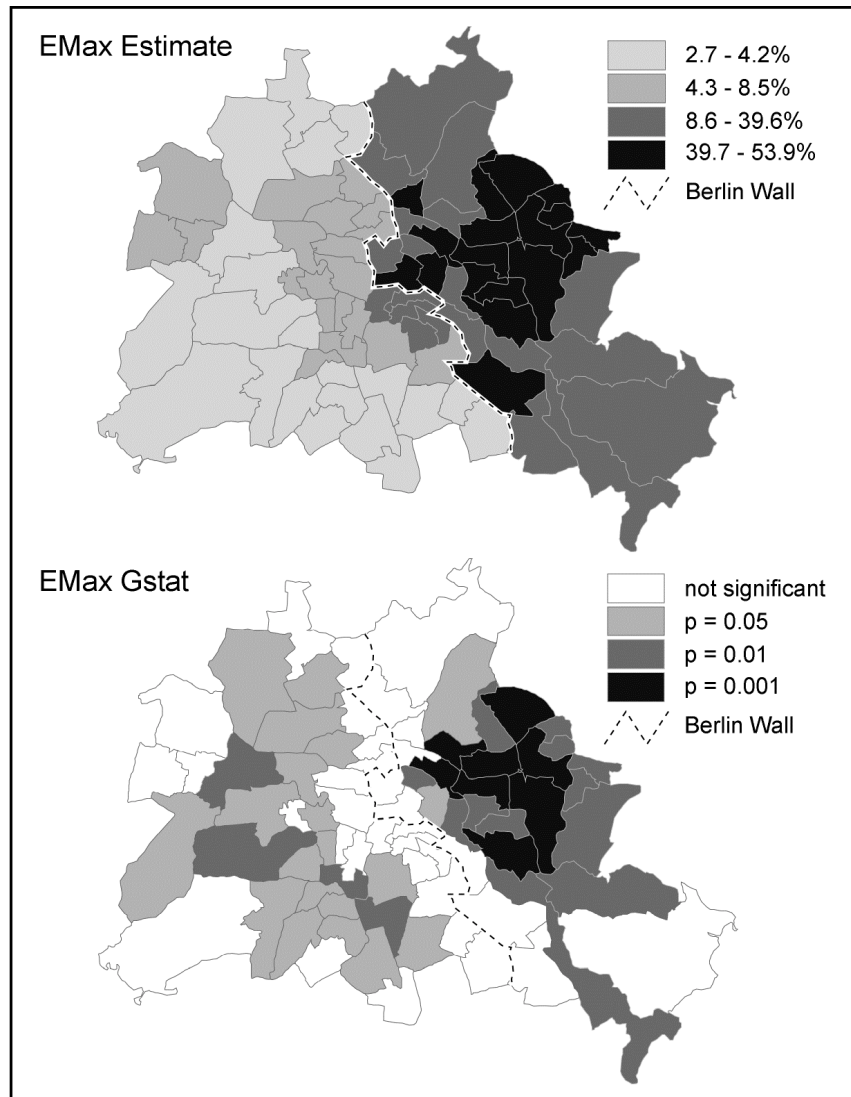 EMax Estimate
2.7 - 4.2%
4.3 - 8.5%
8.6 - 39.6%
39.7 - 53.9%
Berlin Wall
EMax Gstat
not significant
p = 0.05
p = 0.01
p = 0.001
Berlin Wall